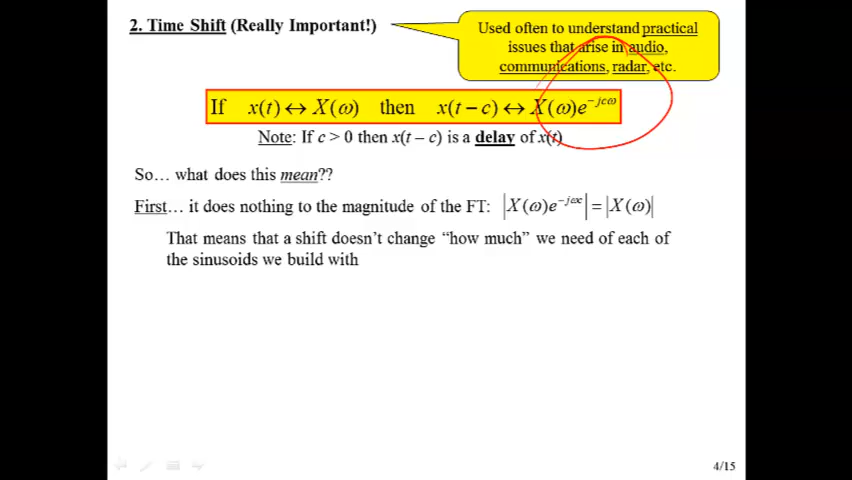 2. Time Shift (Really Important!)
Used often to understand practical
issues that arise in audio,
communications, radar, etc.
If x(t) ↔ X(ω) then x(t − c) ↔ X(ω)e^{−jcω}
Note: If c > 0 then x(t – c) is a delay of x(t)
So… what does this mean??
First… it does nothing to the magnitude of the FT: |X(ω)e^{−jωc}| = |X(ω)|
That means that a shift doesn’t change “how much” we need of each of
the sinusoids we build with
4/15